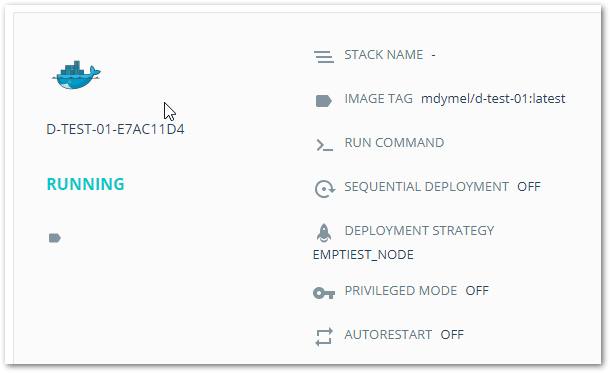 D-TEST-01-E7AC11D4
RUNNING
STACK NAME -
IMAGE TAG mdymel/d-test-01:latest
RUN COMMAND
SEQUENTIAL DEPLOYMENT OFF
DEPLOYMENT STRATEGY
EMPTIEST_NODE
PRIVILEGED MODE OFF
AUTORESTART OFF